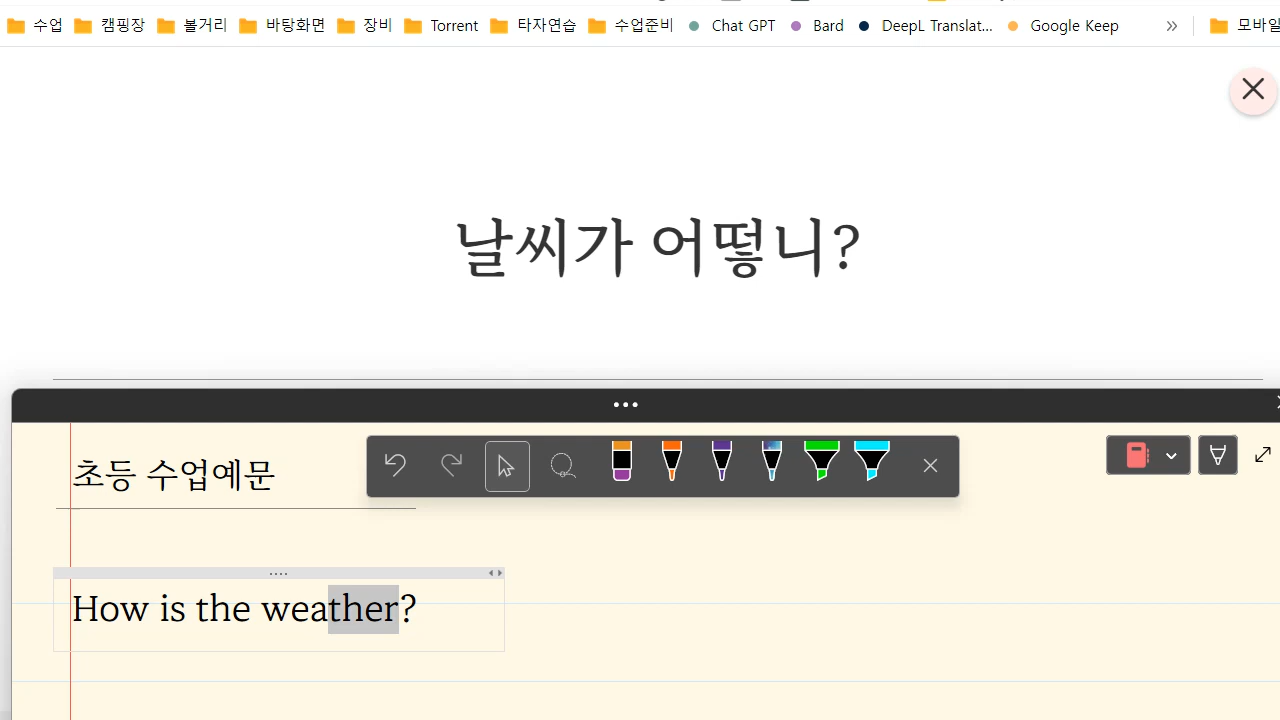 수업 캠핑장 볼거리 바탕화면 장비 Torrent 타자연습 수업준비 Chat GPT Bard DeepL Translat... Google Keep » 모바일
날씨가 어떻니?
초등 수업예문
How is the weather?